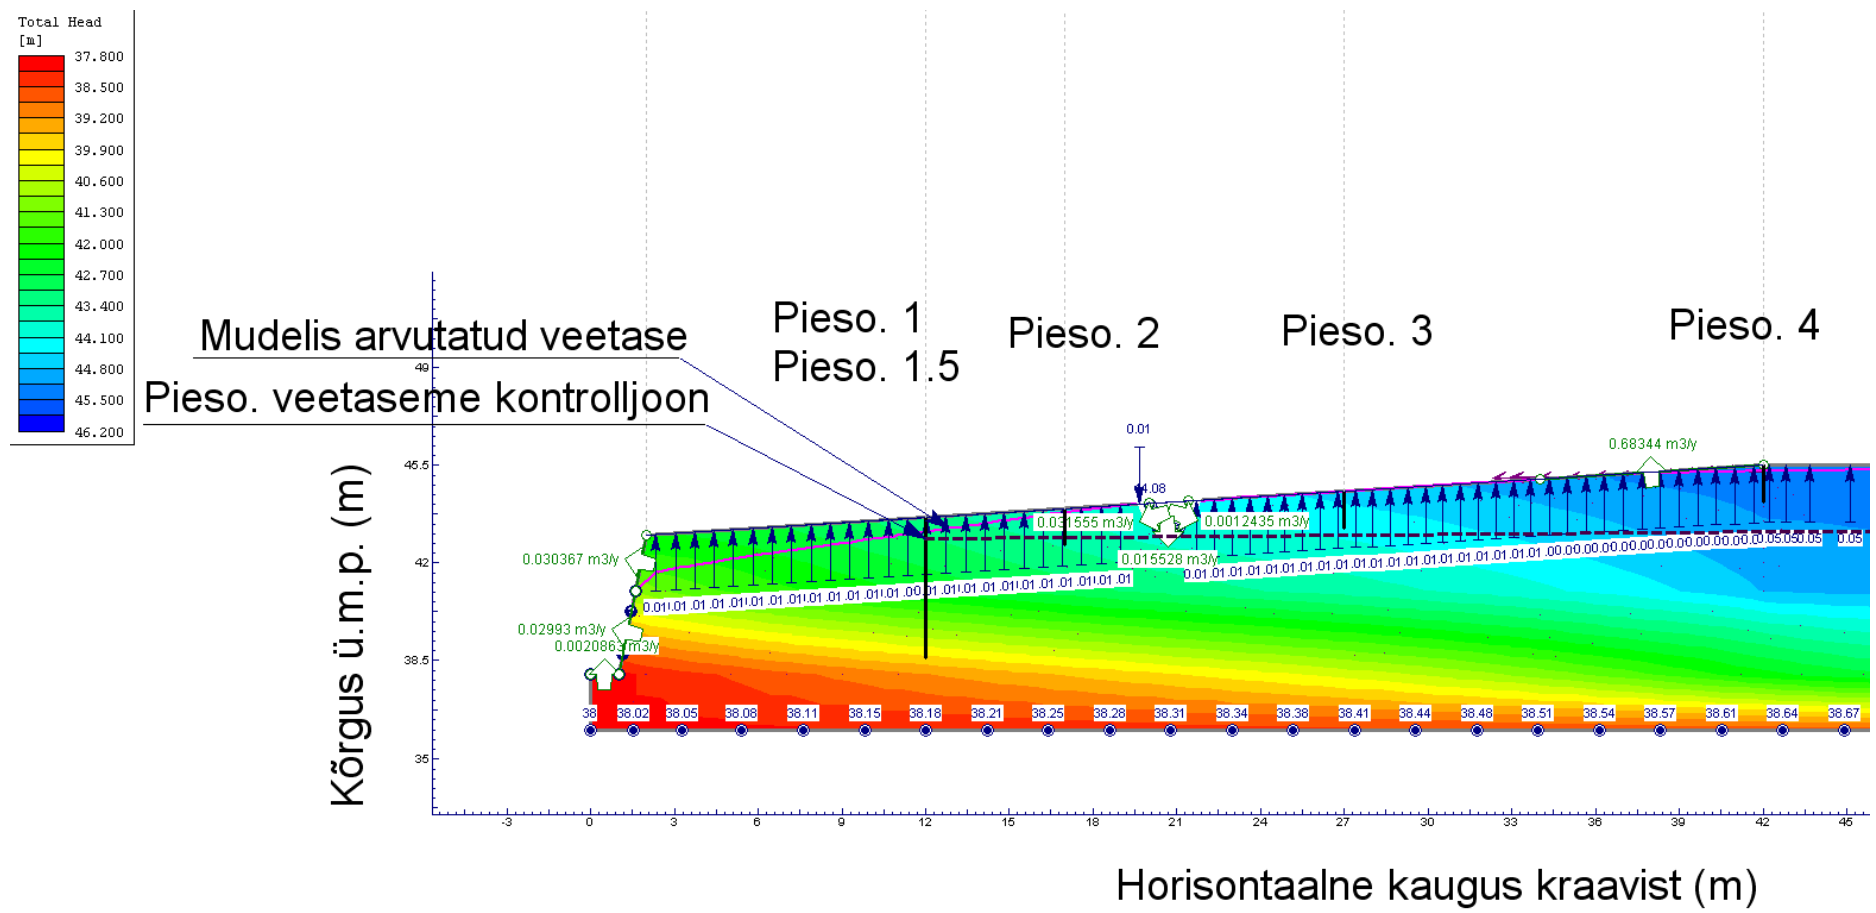 Total Head
[m]
37.800
38.500
39.200
39.900
40.600
41.300
42.000
42.700
43.400
44.100
44.800
45.500
46.200
Mudelis arvutatud veetase
Pieso. veetaseme kontrolljoon
Pieso. 1
Pieso. 1.5
Pieso. 2
Pieso. 3
Pieso. 4
Kõrgus ü.m.p. (m)
49
45.5
42
38.5
35
0.01
0.68344 m3/y
0.031555 m3/y
0.0012435 m3/y
0.015528 m3/y
0.030367 m3/y
0.02993 m3/y
0.0020863 m3/y
38 38.02 38.05 38.08 38.11 38.15 38.18 38.21 38.25 38.28 38.31 38.34 38.38 38.41 38.44 38.48 38.51 38.54 38.57 38.61 38.64 38.67
-3 0 3 6 9 12 15 18 21 24 27 30 33 36 39 42 45
Horisontaalne kaugus kraavist (m)